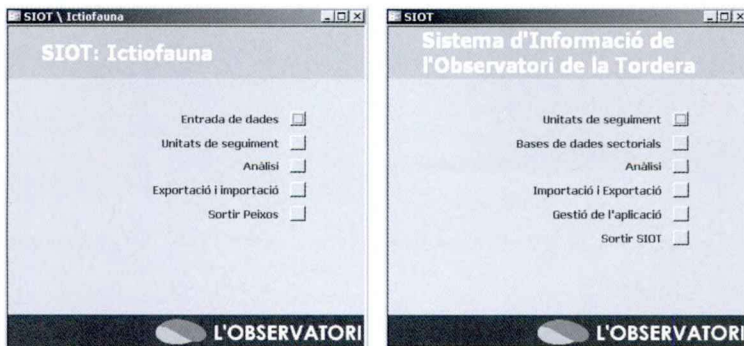 SIOT \ Ictiofauna
SIOT: Ictiofauna
Entrada de dades
Unitats de seguiment
Anàlisi
Exportació i importació
Sortir Peixos
L'OBSERVATORI
SIOT
Sistema d'Informació de
l'Observatori de la Tordera
Unitats de seguiment
Bases de dades sectorials
Anàlisi
Importació i Exportació
Gestió de l'aplicació
Sortir SIOT
L'OBSERVATORI